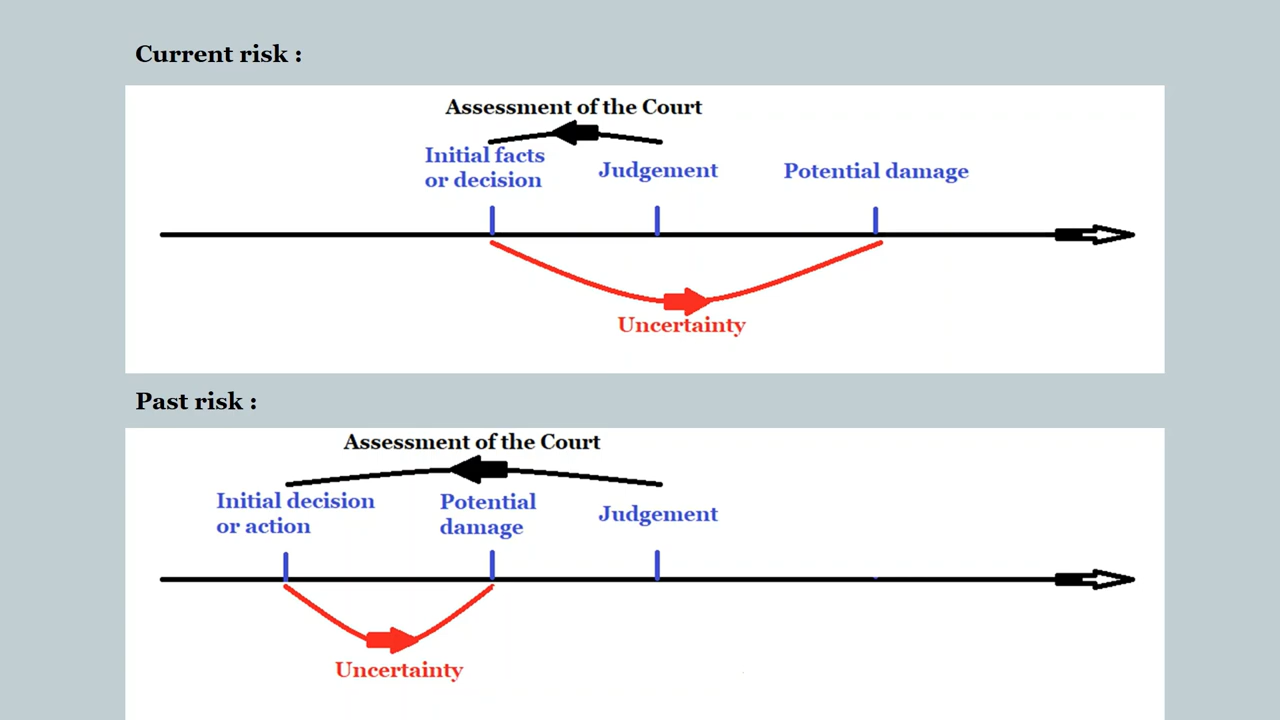 Current risk :
Assessment of the Court
Initial facts
or decision
Judgement
Potential damage
Uncertainty
Past risk :
Assessment of the Court
Initial decision
or action
Potential
damage
Judgement
Uncertainty